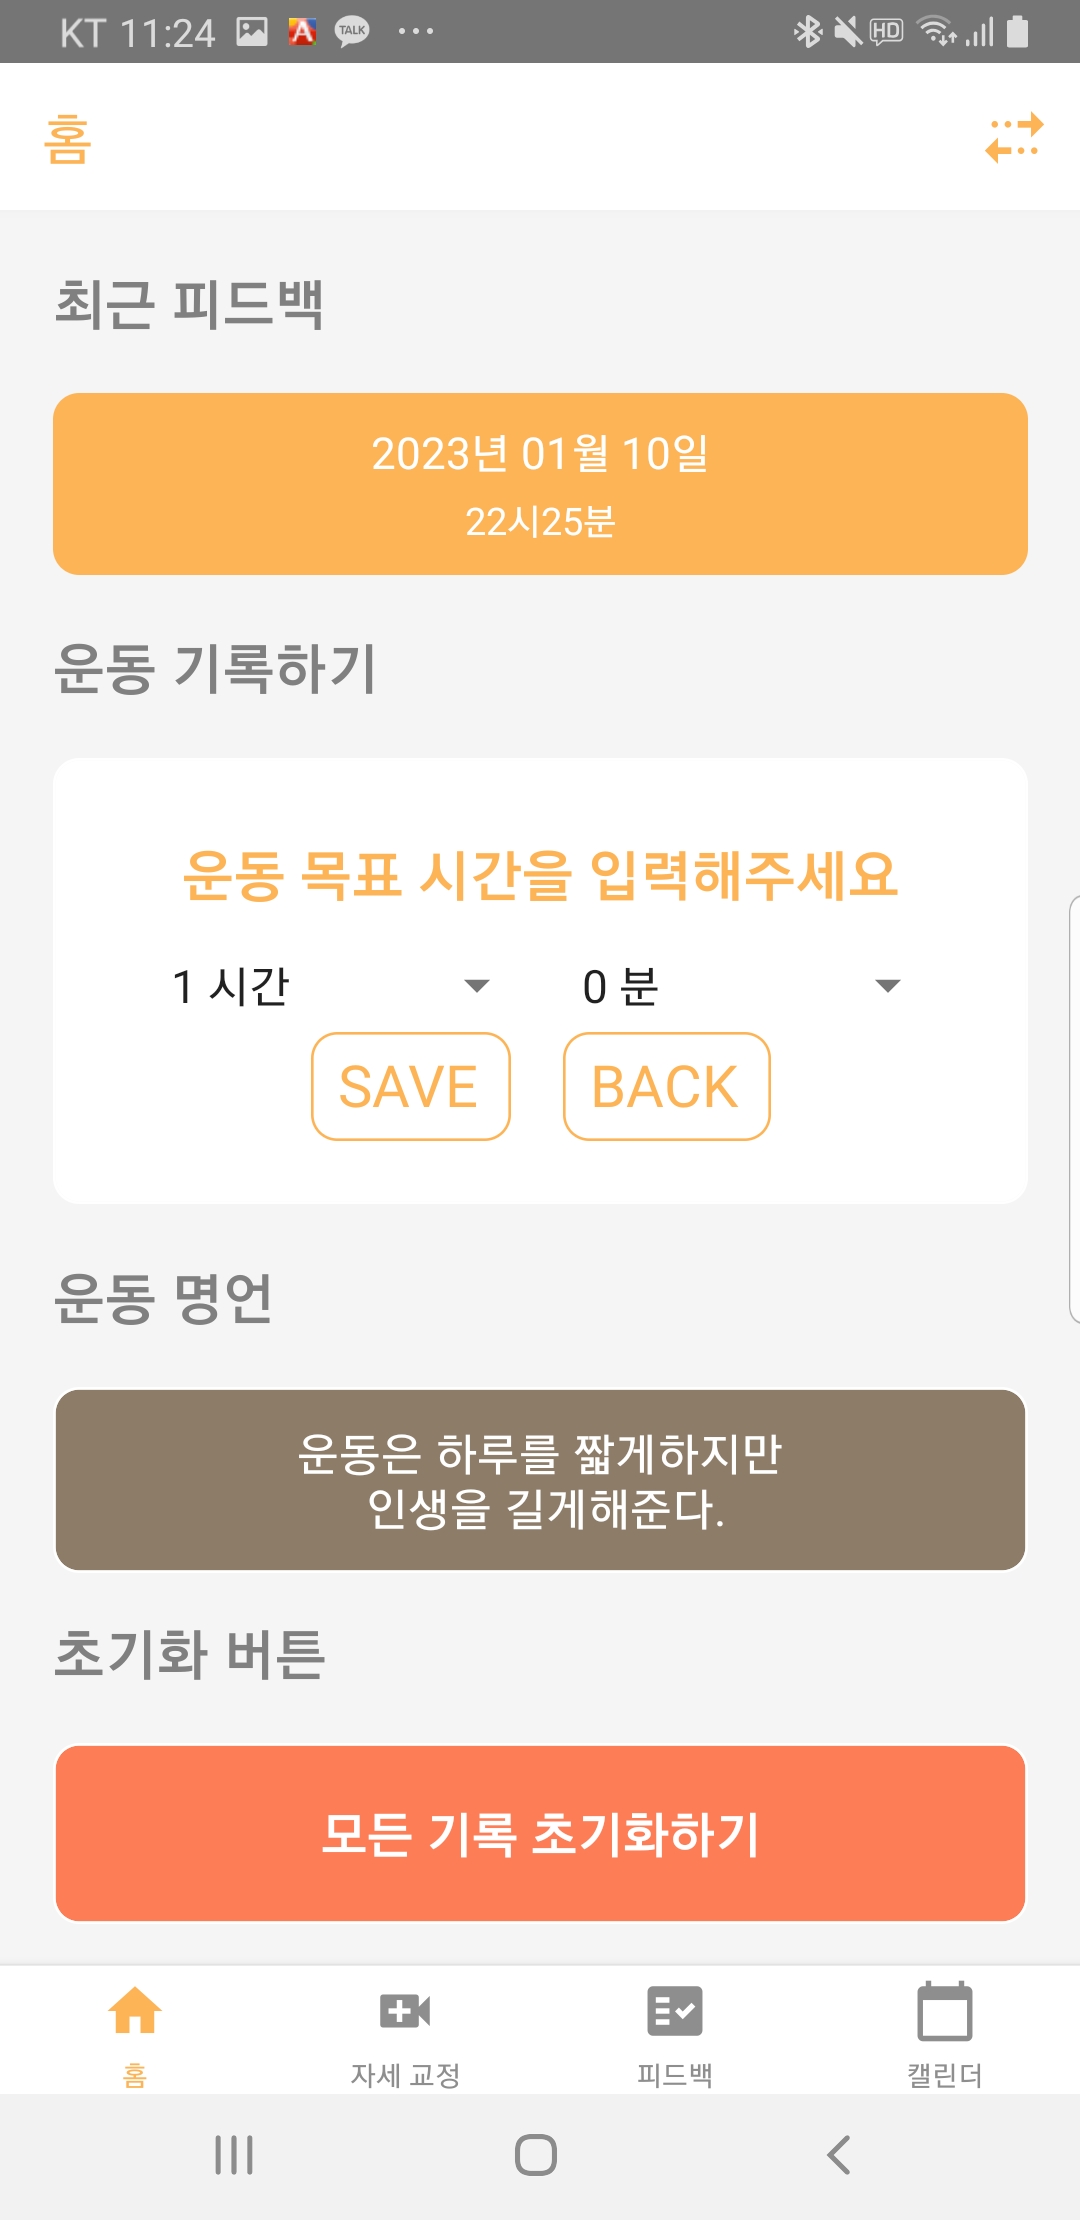 KT 11:24
TALK
HD
홈
최근 피드백
2023년 01월 10일
22시25분
운동 기록하기
운동 목표 시간을 입력해주세요
1 시간 0 분
SAVE BACK
운동 명언
운동은 하루를 짧게하지만
인생을 길게해준다.
초기화 버튼
모든 기록 초기화하기
홈 자세 교정 피드백 캘린더